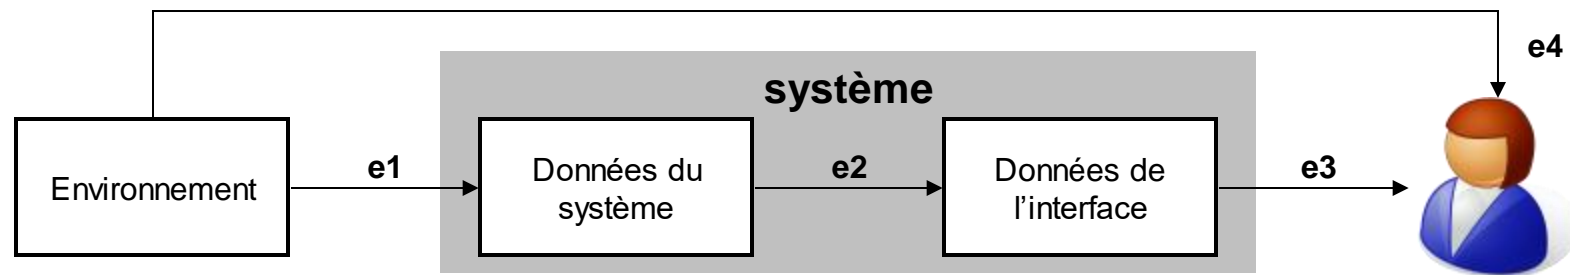 e4
système
Environnement
e1
Données du
système
e2
Données de
l'interface
e3